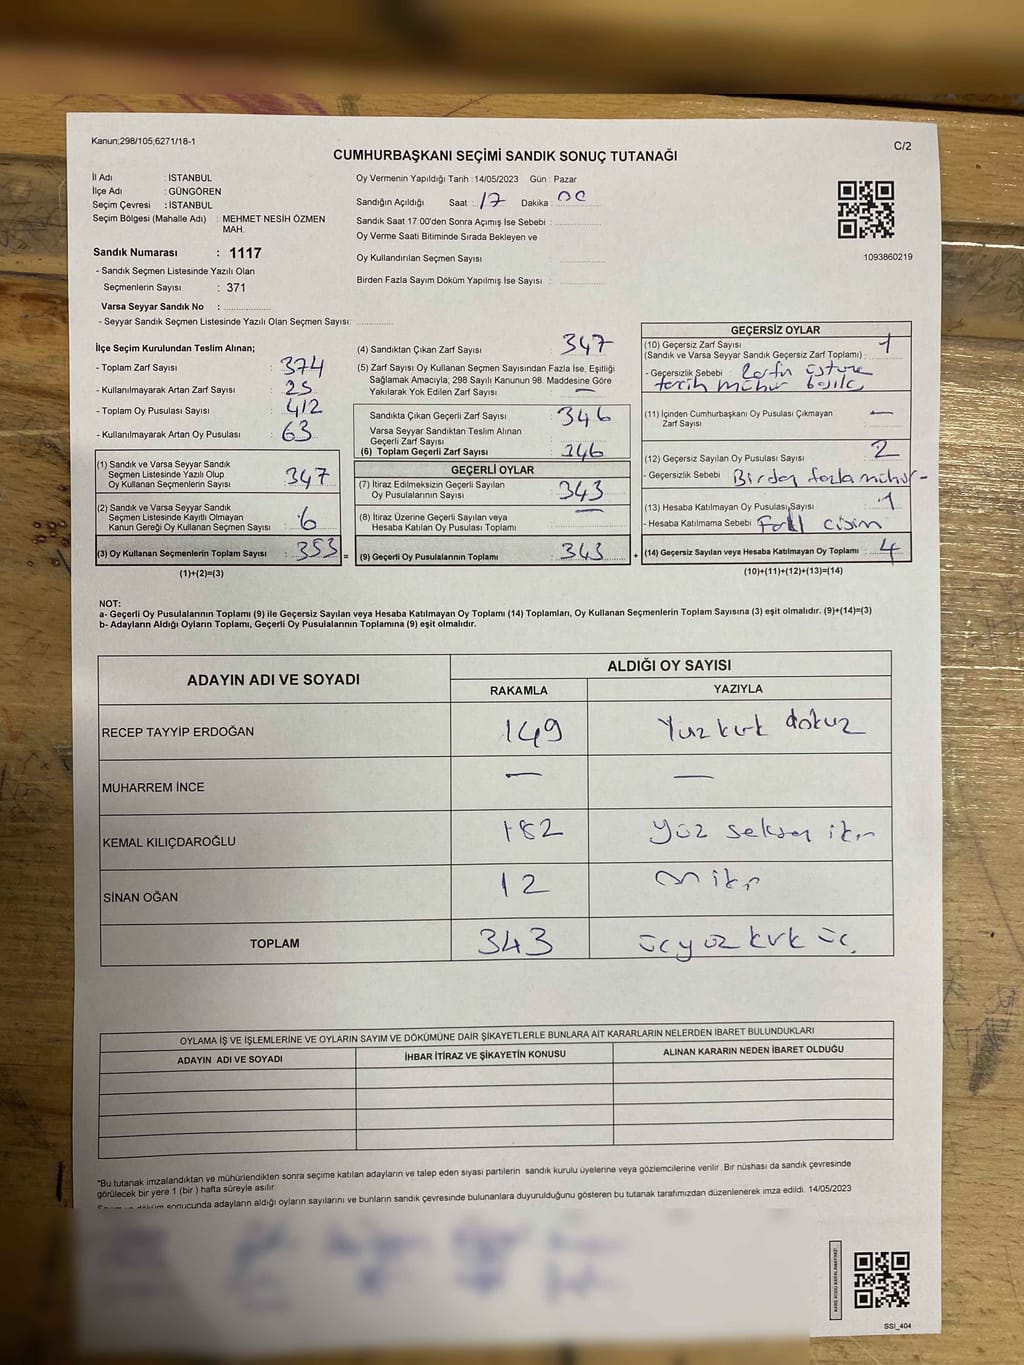 Kanun;298/105;6271/18-1
C/2
CUMHURBAŞKANI SEÇİMİ SANDIK SONUÇ TUTANAĞI
İl Adı : İSTANBUL
İlçe Adı : GÜNGÖREN
Seçim Çevresi : İSTANBUL
Seçim Bölgesi (Mahalle Adı) : MEHMET NESİH ÖZMEN MAH.
Sandık Numarası : 1117
- Sandık Seçmen Listesinde Yazılı Olan
Seçmenlerin Sayısı : 371
Varsa Seyyar Sandık No :
- Seyyar Sandık Seçmen Listesinde Yazılı Olan Seçmen Sayısı:
Oy Vermenin Yapıldığı Tarih : 14/05/2023 Gün : Pazar
Sandığın Açıldığı Saat : 17 Dakika : 00
Sandık Saat 17:00'den Sonra Açımış İse Sebebi :
Oy Verme Saati Bitiminde Sırada Bekleyen ve
Oy Kullandırılan Seçmen Sayısı :
Birden Fazla Sayım Döküm Yapılmış İse Sayısı :
1093860219
İlçe Seçim Kurulundan Teslim Alınan;
- Toplam Zarf Sayısı : 374
- Kullanılmayarak Artan Zarf Sayısı : 25
- Toplam Oy Pusulası Sayısı : 412
- Kullanılmayarak Artan Oy Pusulası : 63
(1) Sandık ve Varsa Seyyar Sandık
Seçmen Listesinde Yazılı Olup
Oy Kullanan Seçmenlerin Sayısı : 347
(2) Sandık ve Varsa Seyyar Sandık
Seçmen Listesinde Kayıtlı Olmayan
Kanun Gereği Oy Kullanan Seçmen Sayısı : 6
(3) Oy Kullanan Seçmenlerin Toplam Sayısı : 353 =
(1)+(2)=(3)
(4) Sandıktan Çıkan Zarf Sayısı : 347
(5) Zarf Sayısı Oy Kullanan Seçmen Sayısından Fazla İse, Eşitliği
Sağlamak Amacıyla; 298 Sayılı Kanunun 98. Maddesine Göre
Yakılarak Yok Edilen Zarf Sayısı : —
Sandıkta Çıkan Geçerli Zarf Sayısı : 346
Varsa Seyyar Sandıktan Teslim Alınan
Geçerli Zarf Sayısı :
(6) Toplam Geçerli Zarf Sayısı : 346
GEÇERLİ OYLAR
(7) İtiraz Edilmeksizin Geçerli Sayılan
Oy Pusulalarının Sayısı : 343
(8) İtiraz Üzerine Geçerli Sayılan veya
Hesaba Katılan Oy Pusulası Toplamı : —
(9) Geçerli Oy Pusulalarının Toplamı : 343 +
GEÇERSİZ OYLAR
(10) Geçersiz Zarf Sayısı
(Sandık ve Varsa Seyyar Sandık Geçersiz Zarf Toplamı) : 1
- Geçersizlik Sebebi : Zarfın üstüne
tercih mühür basılı
(11) İçinden Cumhurbaşkanı Oy Pusulası Çıkmayan
Zarf Sayısı : —
(12) Geçersiz Sayılan Oy Pusulası Sayısı : 2
- Geçersizlik Sebebi : Birden fazla mühür -
(13) Hesaba Katılmayan Oy Pusulası Sayısı : 1
- Hesaba Katılmama Sebebi : Farklı cisim
(14) Geçersiz Sayılan veya Hesaba Katılmayan Oy Toplamı : 4
(10)+(11)+(12)+(13)=(14)
NOT:
a- Geçerli Oy Pusulalarının Toplamı (9) ile Geçersiz Sayılan veya Hesaba Katılmayan Oy Toplamı (14) Toplamları, Oy Kullanan Seçmenlerin Toplam Sayısına (3) eşit olmalıdır. (9)+(14)=(3)
b- Adayların Aldığı Oyların Toplamı, Geçerli Oy Pusulalarının Toplamına (9) eşit olmalıdır.
ADAYIN ADI VE SOYADI ALDIĞI OY SAYISI
RAKAMLA YAZIYLA
RECEP TAYYİP ERDOĞAN 149 Yüz kırk dokuz
MUHARREM İNCE — —
KEMAL KILIÇDAROĞLU 182 Yüz seksen iki
SİNAN OĞAN 12 on iki
TOPLAM 343 üçyüz kırk üç
OYLAMA İŞ VE İŞLEMLERİNE VE OYLARIN SAYIM VE DÖKÜMÜNE DAİR ŞİKAYETLERLE BUNLARA AİT KARARLARIN NELERDEN İBARET BULUNDUKLARI
ADAYIN ADI VE SOYADI İHBAR İTİRAZ VE ŞİKAYETİN KONUSU ALINAN KARARIN NEDEN İBARET OLDUĞU
*Bu tutanak imzalandıktan ve mühürlendikten sonra seçime katılan adayların ve talep eden siyasi partilerin sandık kurulu üyelerine veya gözlemcilerine verilir. Bir nüshası da sandık çevresinde
görülecek bir yere 1 (bir) hafta süreyle asılır.
sonucunda adayların aldığı oyların sayılarını ve bunların sandık çevresinde bulunanlara duyurulduğunu gösteren bu tutanak tarafımızdan düzenlenerek imza edildi. 14/05/2023
SSI_404